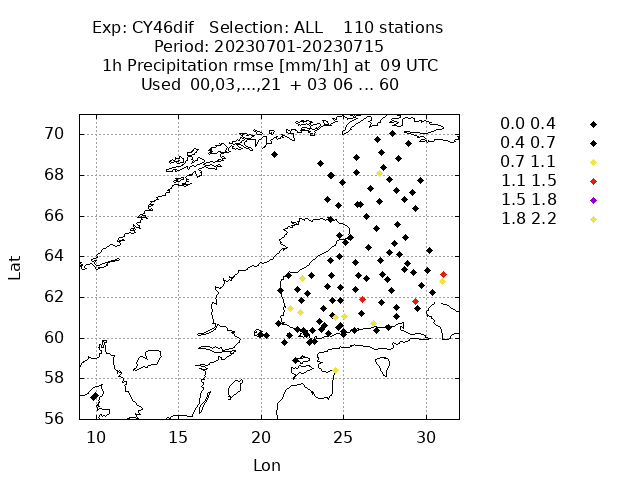 Exp: CY46dif   Selection: ALL    110 stations
Period: 20230701-20230715
1h Precipitation rmse [mm/1h] at  09 UTC
Used  00,03,...,21  + 03 06 ... 60
70
68
66
64
62
60
58
56
Lat
10 15 20 25 30
Lon
0.0 0.4
0.4 0.7
0.7 1.1
1.1 1.5
1.5 1.8
1.8 2.2